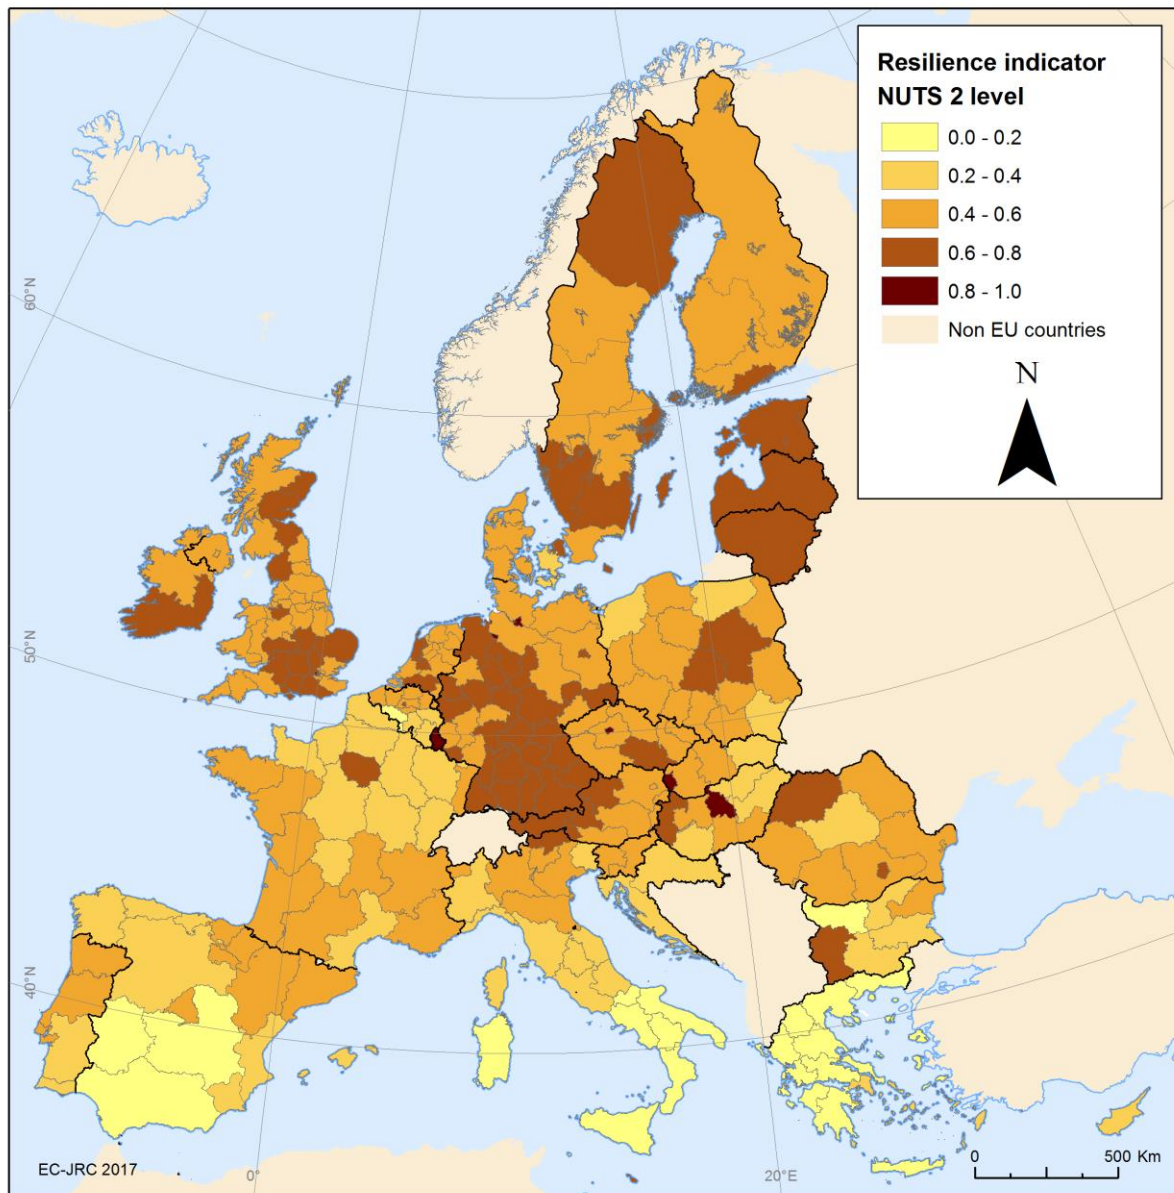 Resilience indicator
NUTS 2 level
0.0 - 0.2
0.2 - 0.4
0.4 - 0.6
0.6 - 0.8
0.8 - 1.0
Non EU countries
N
60°N
50°N
40°N
EC-JRC 2017
0°
20°E
0 500 Km